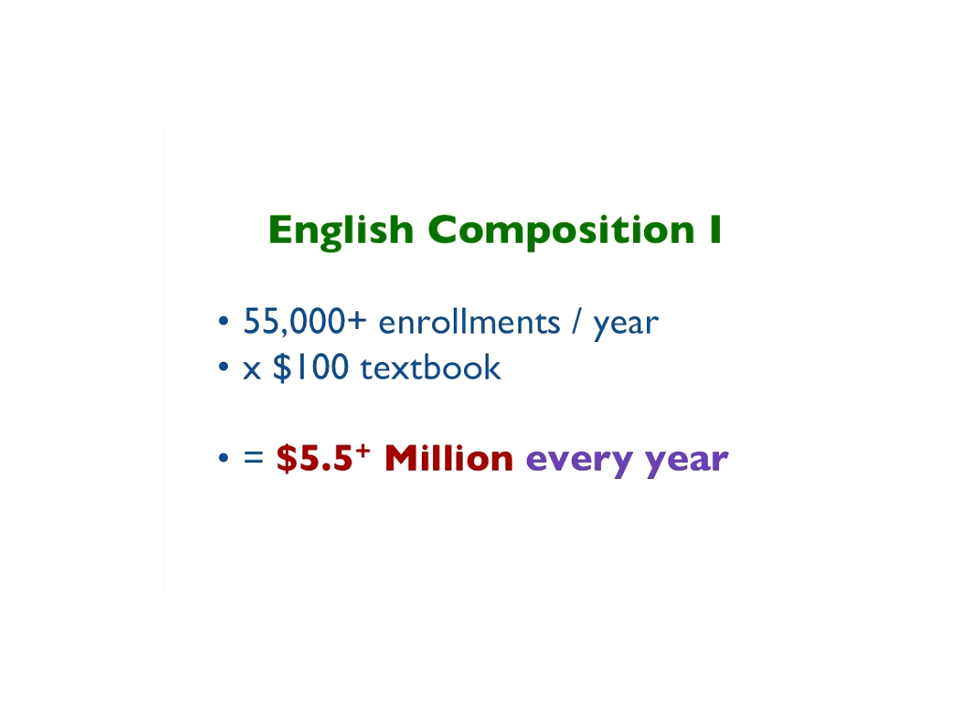 English Composition I
• 55,000+ enrollments / year
• x $100 textbook
• = $5.5+ Million every year